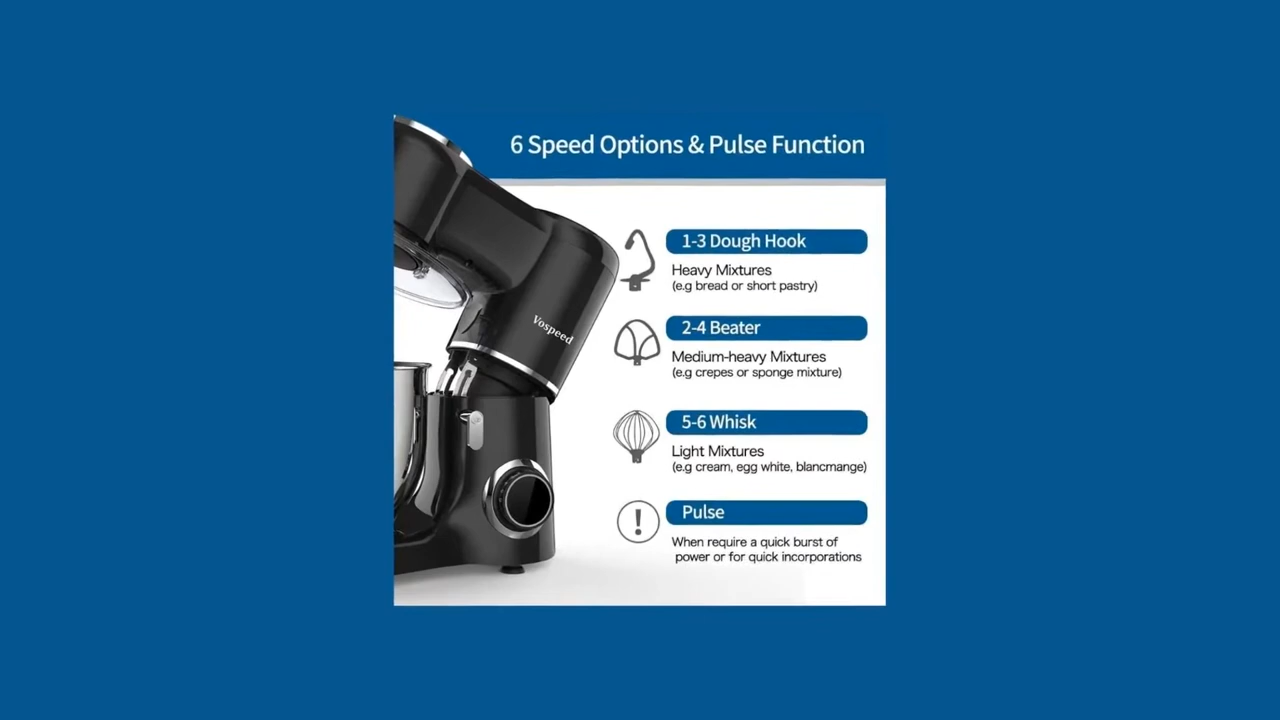 6 Speed Options & Pulse Function
1-3 Dough Hook
Heavy Mixtures
(e.g bread or short pastry)
Vospeed
2-4 Beater
Medium-heavy Mixtures
(e.g crepes or sponge mixture)
5-6 Whisk
Light Mixtures
(e.g cream, egg white, blancmange)
Pulse
When require a quick burst of
power or for quick incorporations